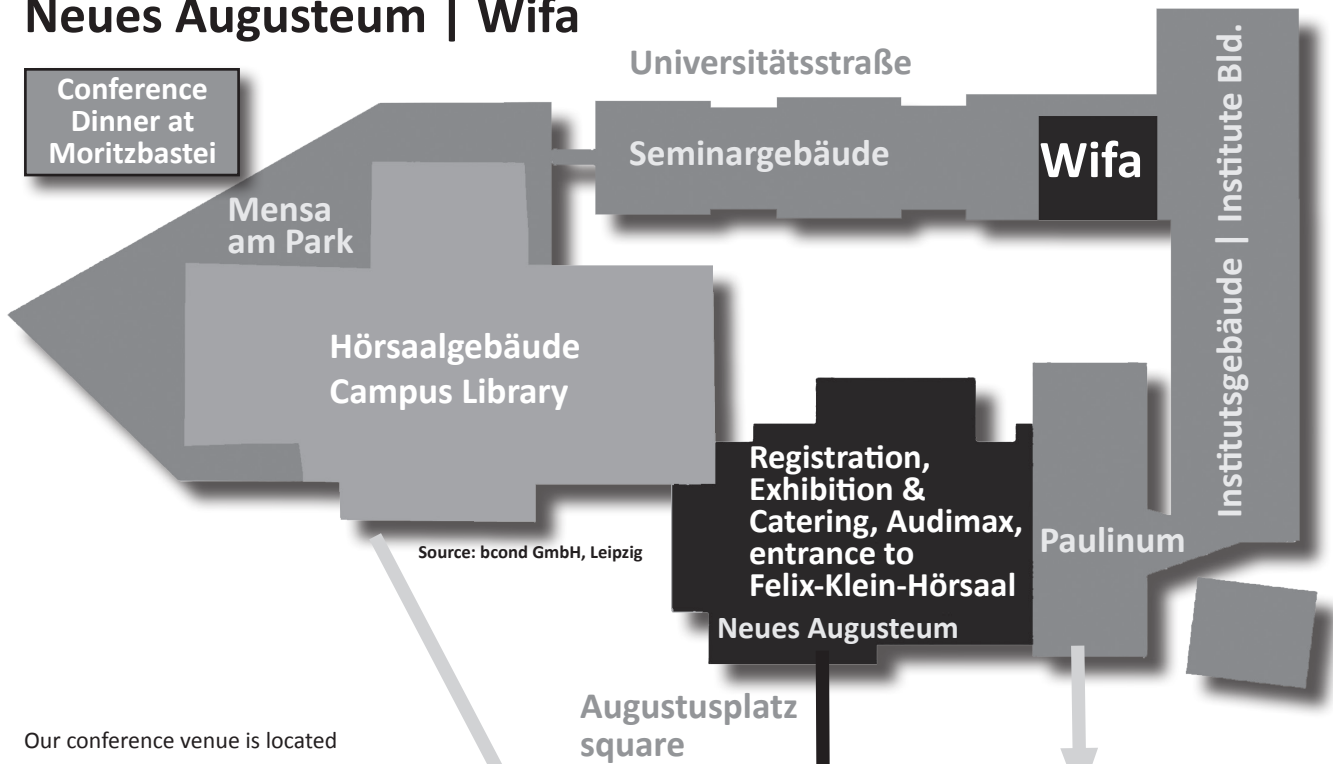 Neues Augusteum | Wifa
Conference
Dinner at
Moritzbastei
Universitätsstraße
Seminargebäude
Wifa
Institutsgebäude | Institute Bld.
Mensa
am Park
Hörsaalgebäude
Campus Library
Registration,
Exhibition &
Catering, Audimax,
entrance to
Felix-Klein-Hörsaal
Neues Augusteum
Paulinum
Source: bcond GmbH, Leipzig
Augustusplatz
square
Our conference venue is located